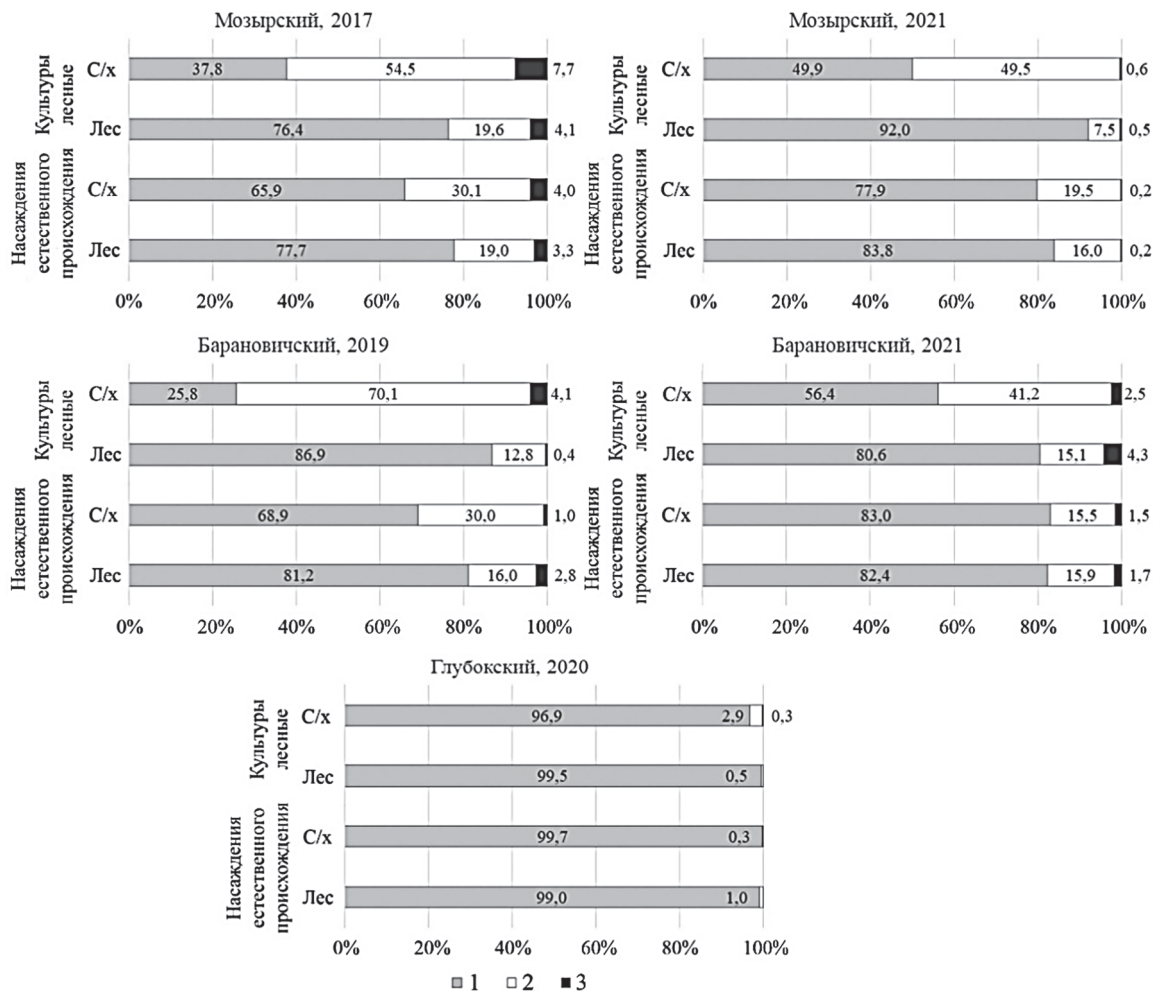 Мозырский, 2017
Культуры
лесные
С/х
37,8
54,5
7,7
Лес
76,4
19,6
4,1
Насаждения
естественного
происхождения
С/х
65,9
30,1
4,0
Лес
77,7
19,0
3,3
0%
20%
40%
60%
80%
100%
Мозырский, 2021
Культуры
лесные
С/х
49,9
49,5
0,6
Лес
92,0
7,5
0,5
Насаждения
естественного
происхождения
С/х
77,9
19,5
0,2
Лес
83,8
16,0
0,2
0%
20%
40%
60%
80%
100%
Барановичский, 2019
Культуры
лесные
С/х
25,8
70,1
4,1
Лес
86,9
12,8
0,4
Насаждения
естественного
происхождения
С/х
68,9
30,0
1,0
Лес
81,2
16,0
2,8
0%
20%
40%
60%
80%
100%
Барановичский, 2021
Культуры
лесные
С/х
56,4
41,2
2,5
Лес
80,6
15,1
4,3
Насаждения
естественного
происхождения
С/х
83,0
15,5
1,5
Лес
82,4
15,9
1,7
0%
20%
40%
60%
80%
100%
Глубокский, 2020
Культуры
лесные
С/х
96,9
2,9
0,3
Лес
99,5
0,5
Насаждения
естественного
происхождения
С/х
99,7
0,3
Лес
99,0
1,0
0%
20%
40%
60%
80%
100%
1 2 3